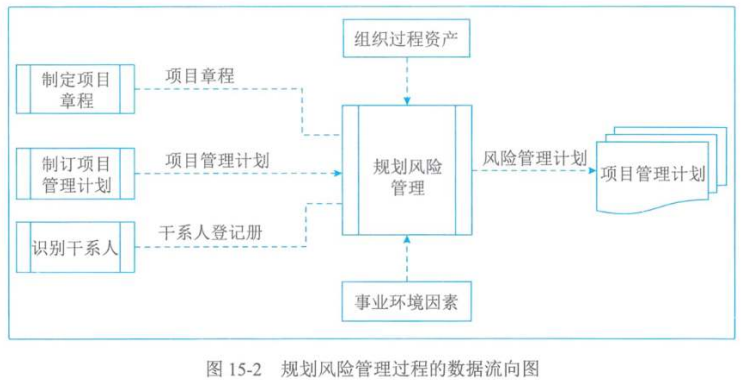 组织过程资产
制定项目
章程
项目章程
制订项目
管理计划
项目管理计划
规划风险
管理
风险管理计划
项目管理计划
识别干系人
干系人登记册
事业环境因素
图 15-2 规划风险管理过程的数据流向图